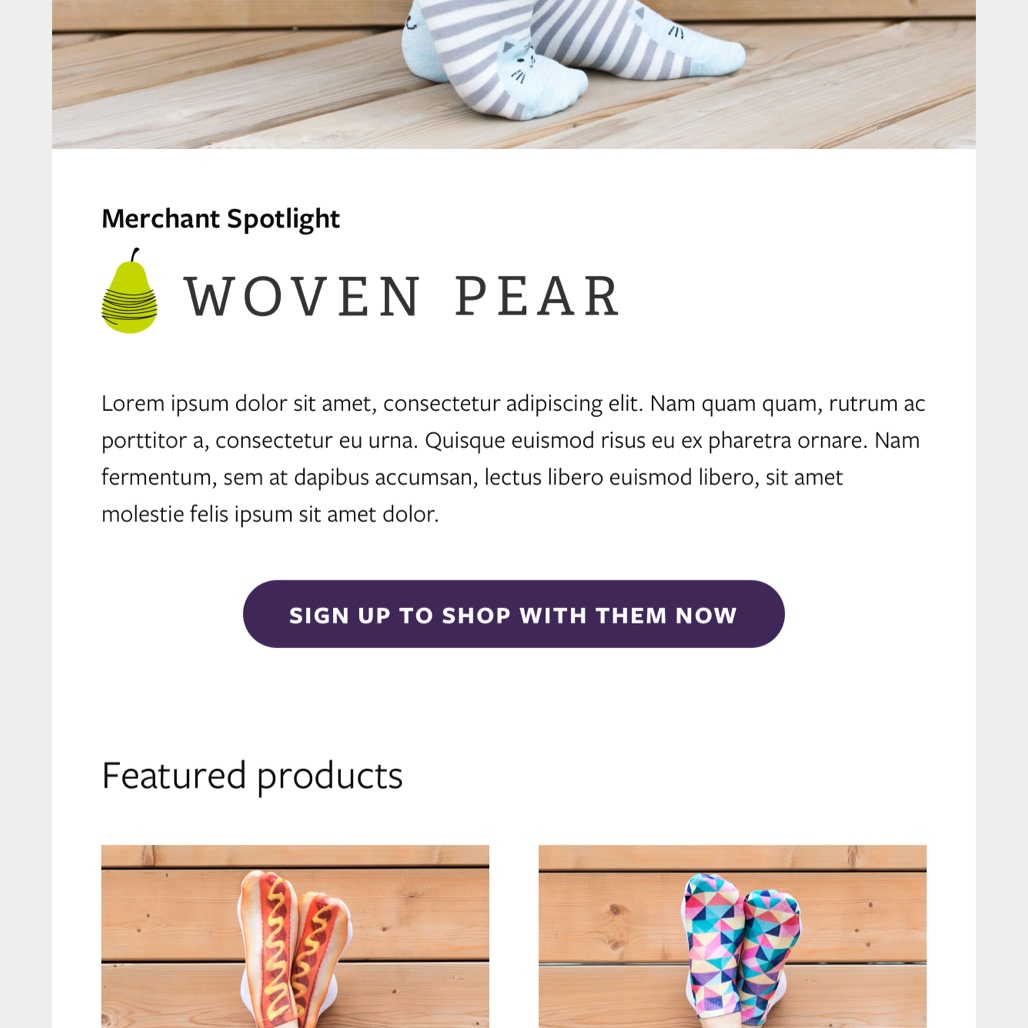 Merchant Spotlight
WOVEN PEAR
Lorem ipsum dolor sit amet, consectetur adipiscing elit. Nam quam quam, rutrum ac
porttitor a, consectetur eu urna. Quisque euismod risus eu ex pharetra ornare. Nam
fermentum, sem at dapibus accumsan, lectus libero euismod libero, sit amet
molestie felis ipsum sit amet dolor.
SIGN UP TO SHOP WITH THEM NOW
Featured products